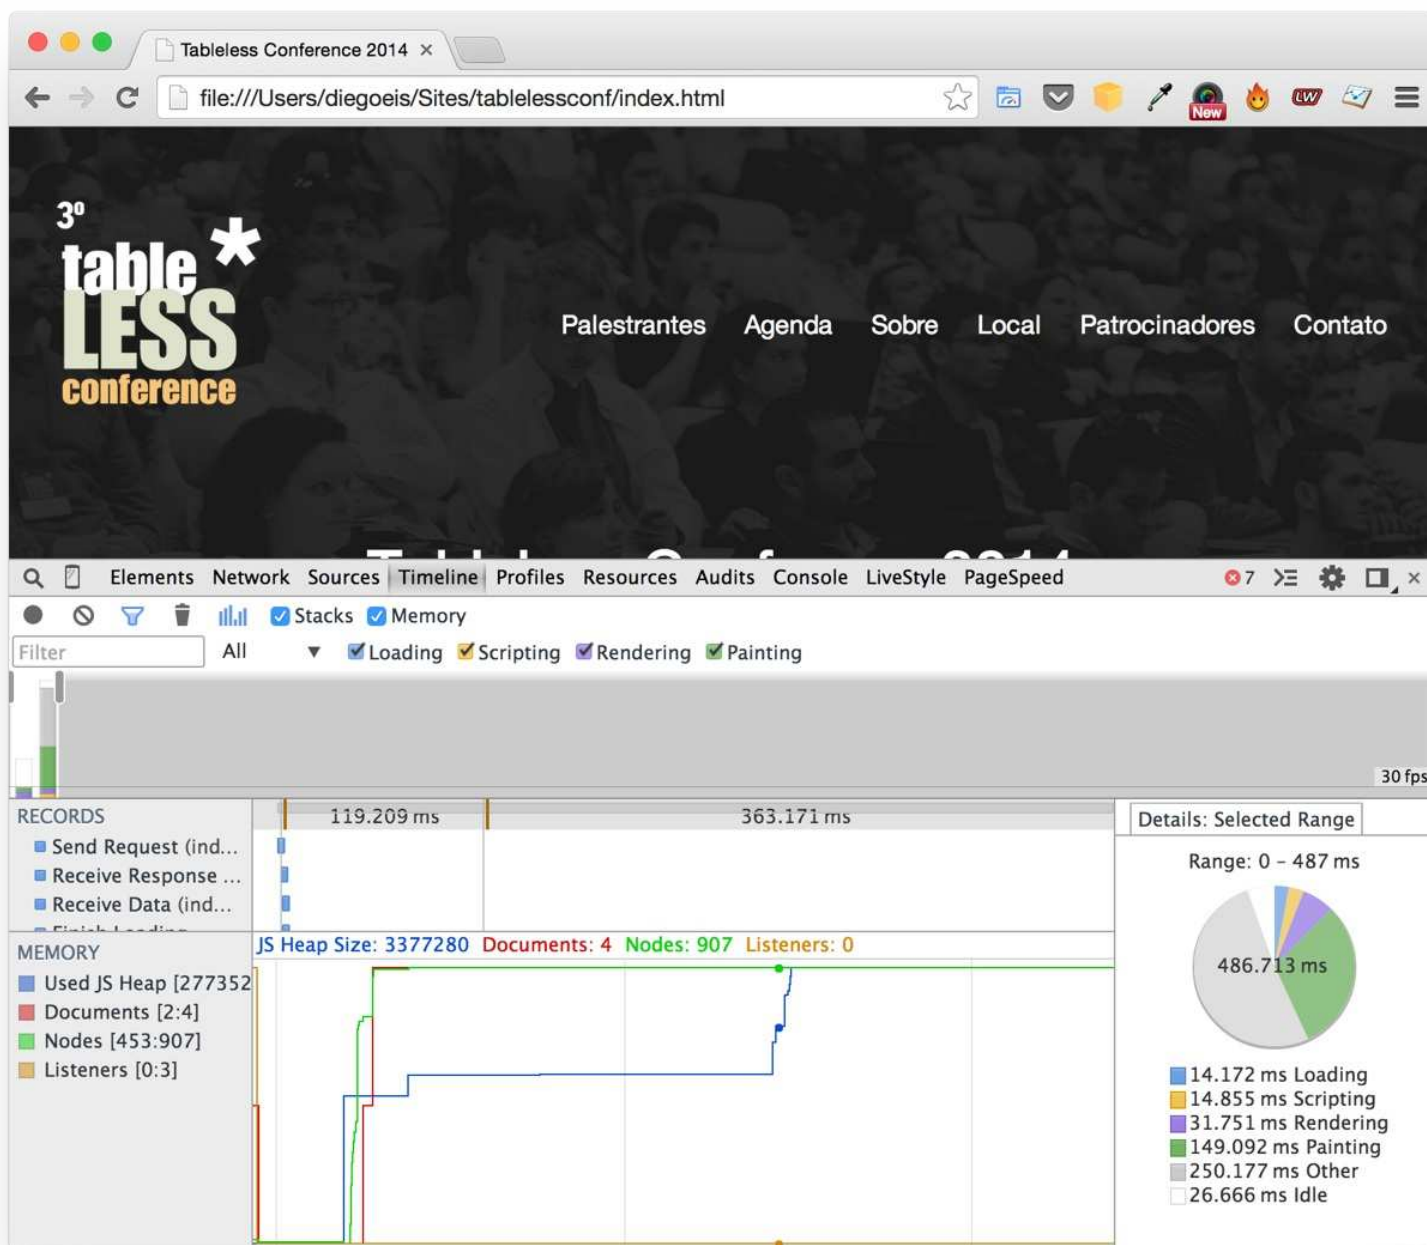 Tableless Conference 2014
file:///Users/diegoeis/Sites/tablelessconf/index.html
New
LW
3º
table*
LESS
conference
Palestrantes Agenda Sobre Local Patrocinadores Contato
Tableless Conference 2014
Elements Network Sources Timeline Profiles Resources Audits Console LiveStyle PageSpeed 7
Stacks Memory
Filter All Loading Scripting Rendering Painting
30 fps
RECORDS 119.209 ms 363.171 ms
Send Request (ind...
Receive Response ...
Receive Data (ind...
Finish Loading
Details: Selected Range
Range: 0 – 487 ms
486.713 ms
14.172 ms Loading
14.855 ms Scripting
31.751 ms Rendering
149.092 ms Painting
250.177 ms Other
26.666 ms Idle
MEMORY
JS Heap Size: 3377280 Documents: 4 Nodes: 907 Listeners: 0
Used JS Heap [277352
Documents [2:4]
Nodes [453:907]
Listeners [0:3]